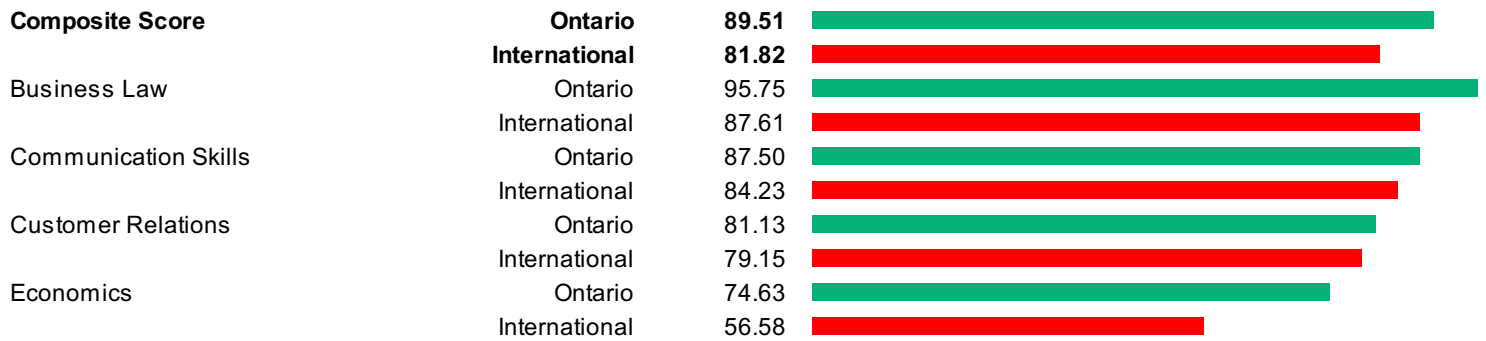 Composite Score Ontario 89.51
International 81.82
Business Law Ontario 95.75
International 87.61
Communication Skills Ontario 87.50
International 84.23
Customer Relations Ontario 81.13
International 79.15
Economics Ontario 74.63
International 56.58